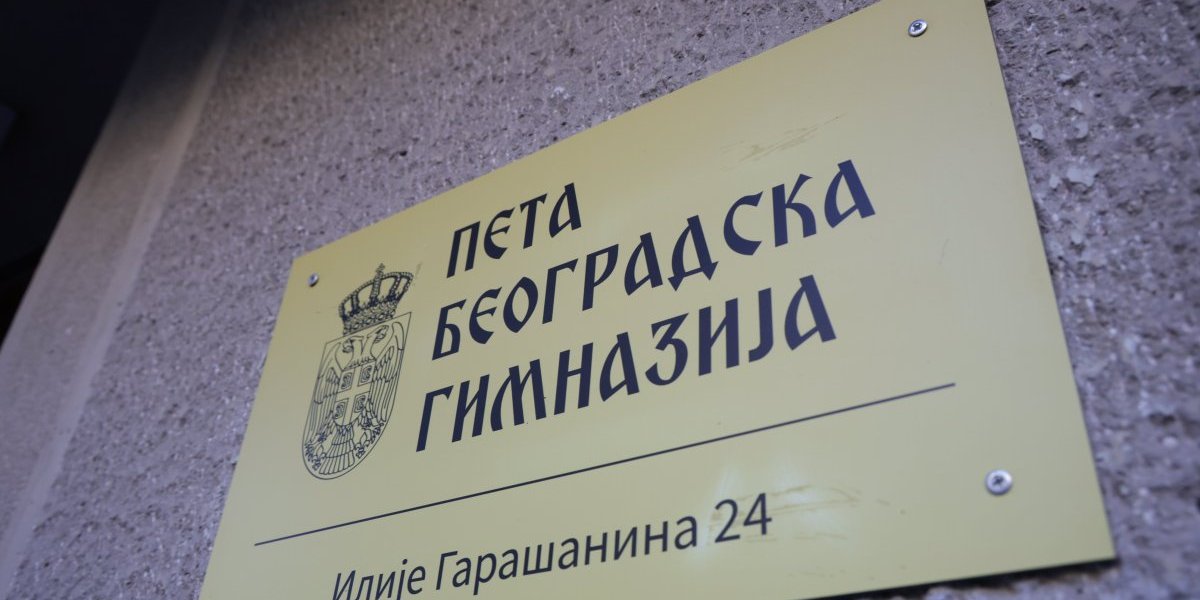 ПЕТА
БЕОГРАДСКА
ГИМНАЗИЈА
Илије Гарашанина 24